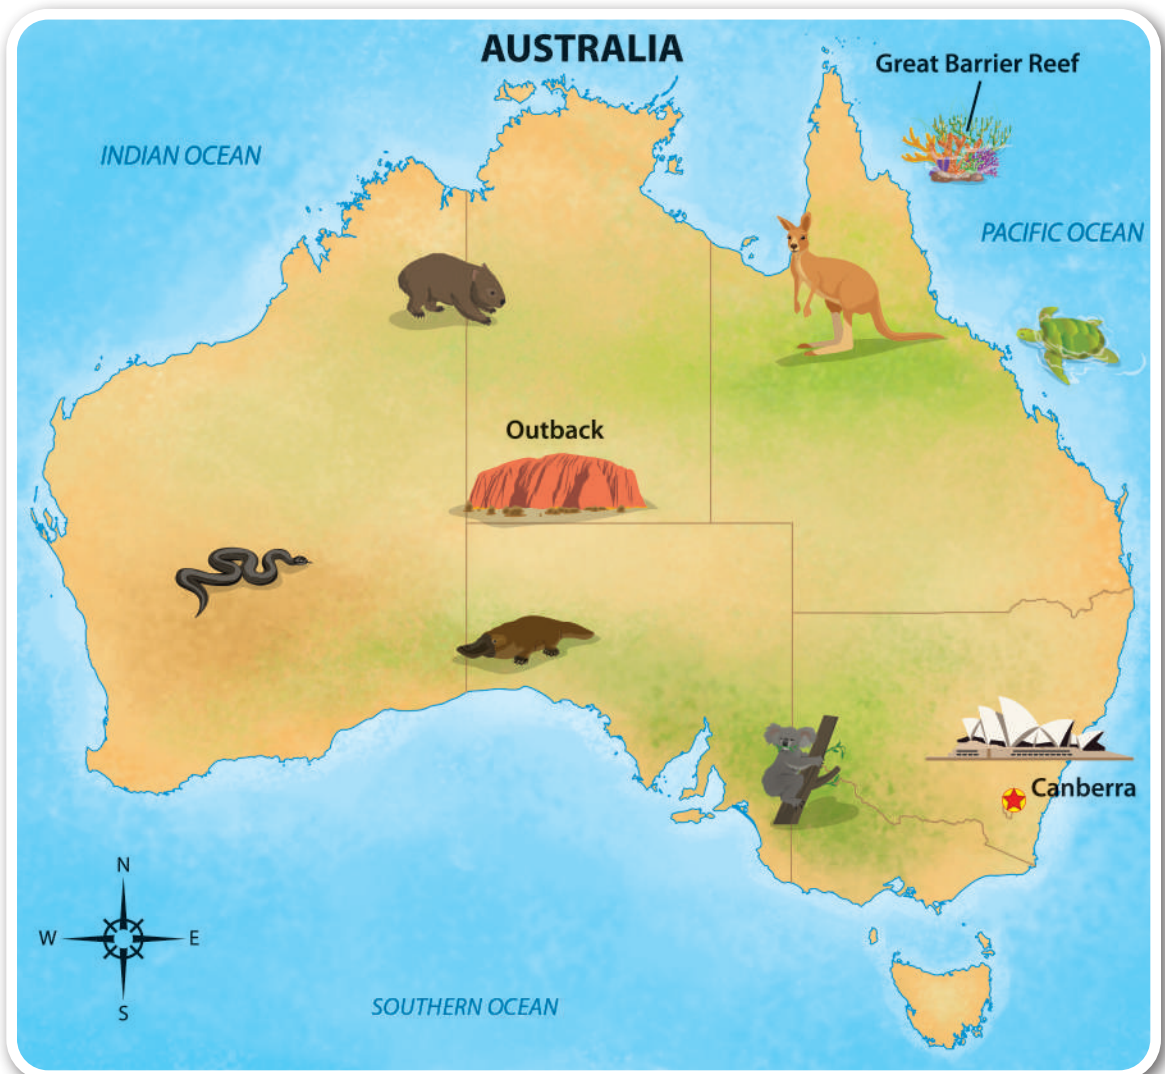 AUSTRALIA
Great Barrier Reef
INDIAN OCEAN
PACIFIC OCEAN
Outback
Canberra
N
W
E
S
SOUTHERN OCEAN